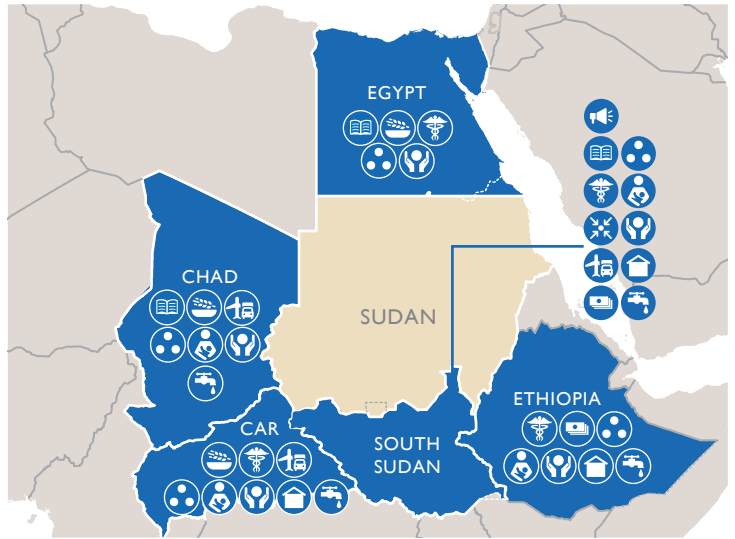 EGYPT
CHAD
SUDAN
ETHIOPIA
CAR
SOUTH
SUDAN